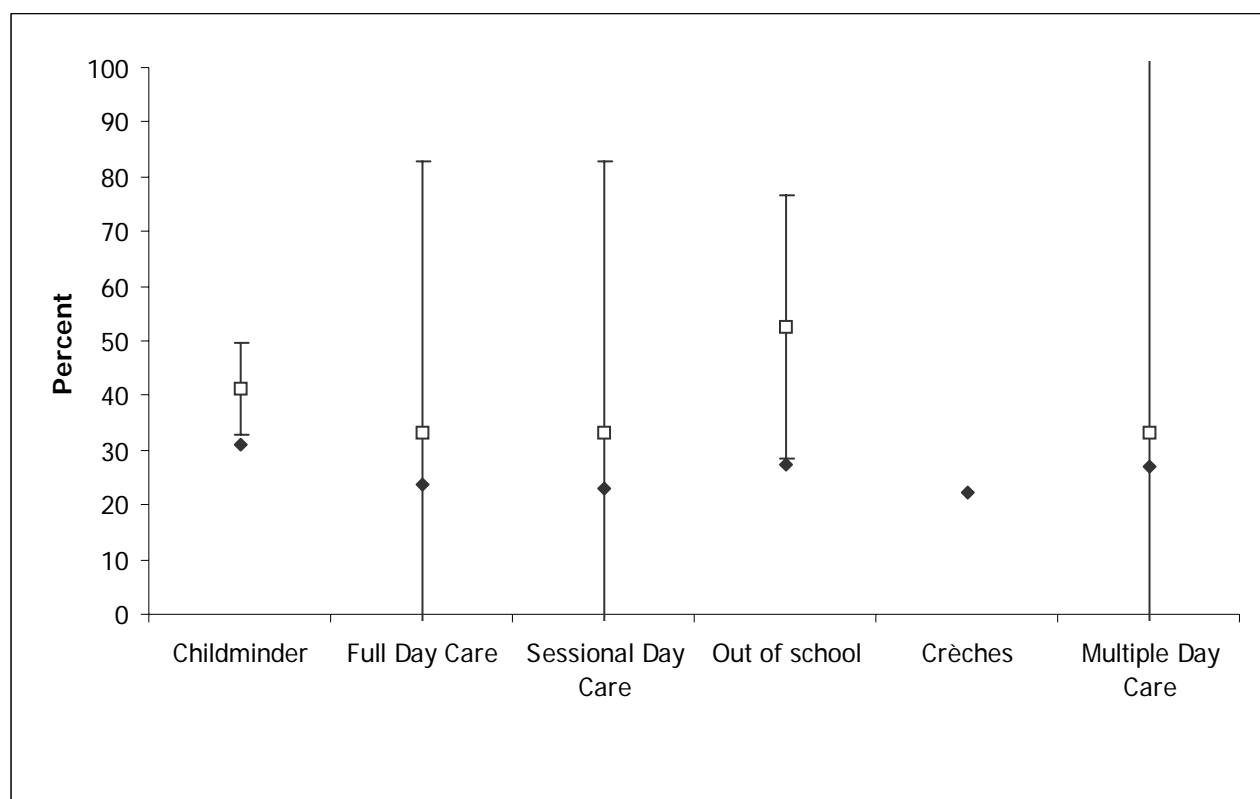 100
90
80
70
60
50
40
30
20
10
0
Percent
Childminder
Full Day Care
Sessional Day
Care
Out of school
Crèches
Multiple Day
Care